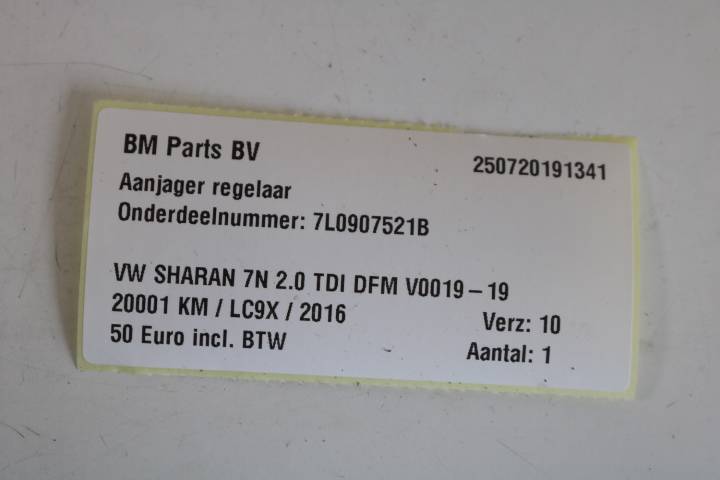 BM Parts BV
250720191341
Aanjager regelaar
Onderdeelnummer: 7L0907521B
VW SHARAN 7N 2.0 TDI DFM V0019 – 19
20001 KM / LC9X / 2016
Verz: 10
50 Euro incl. BTW
Aantal: 1